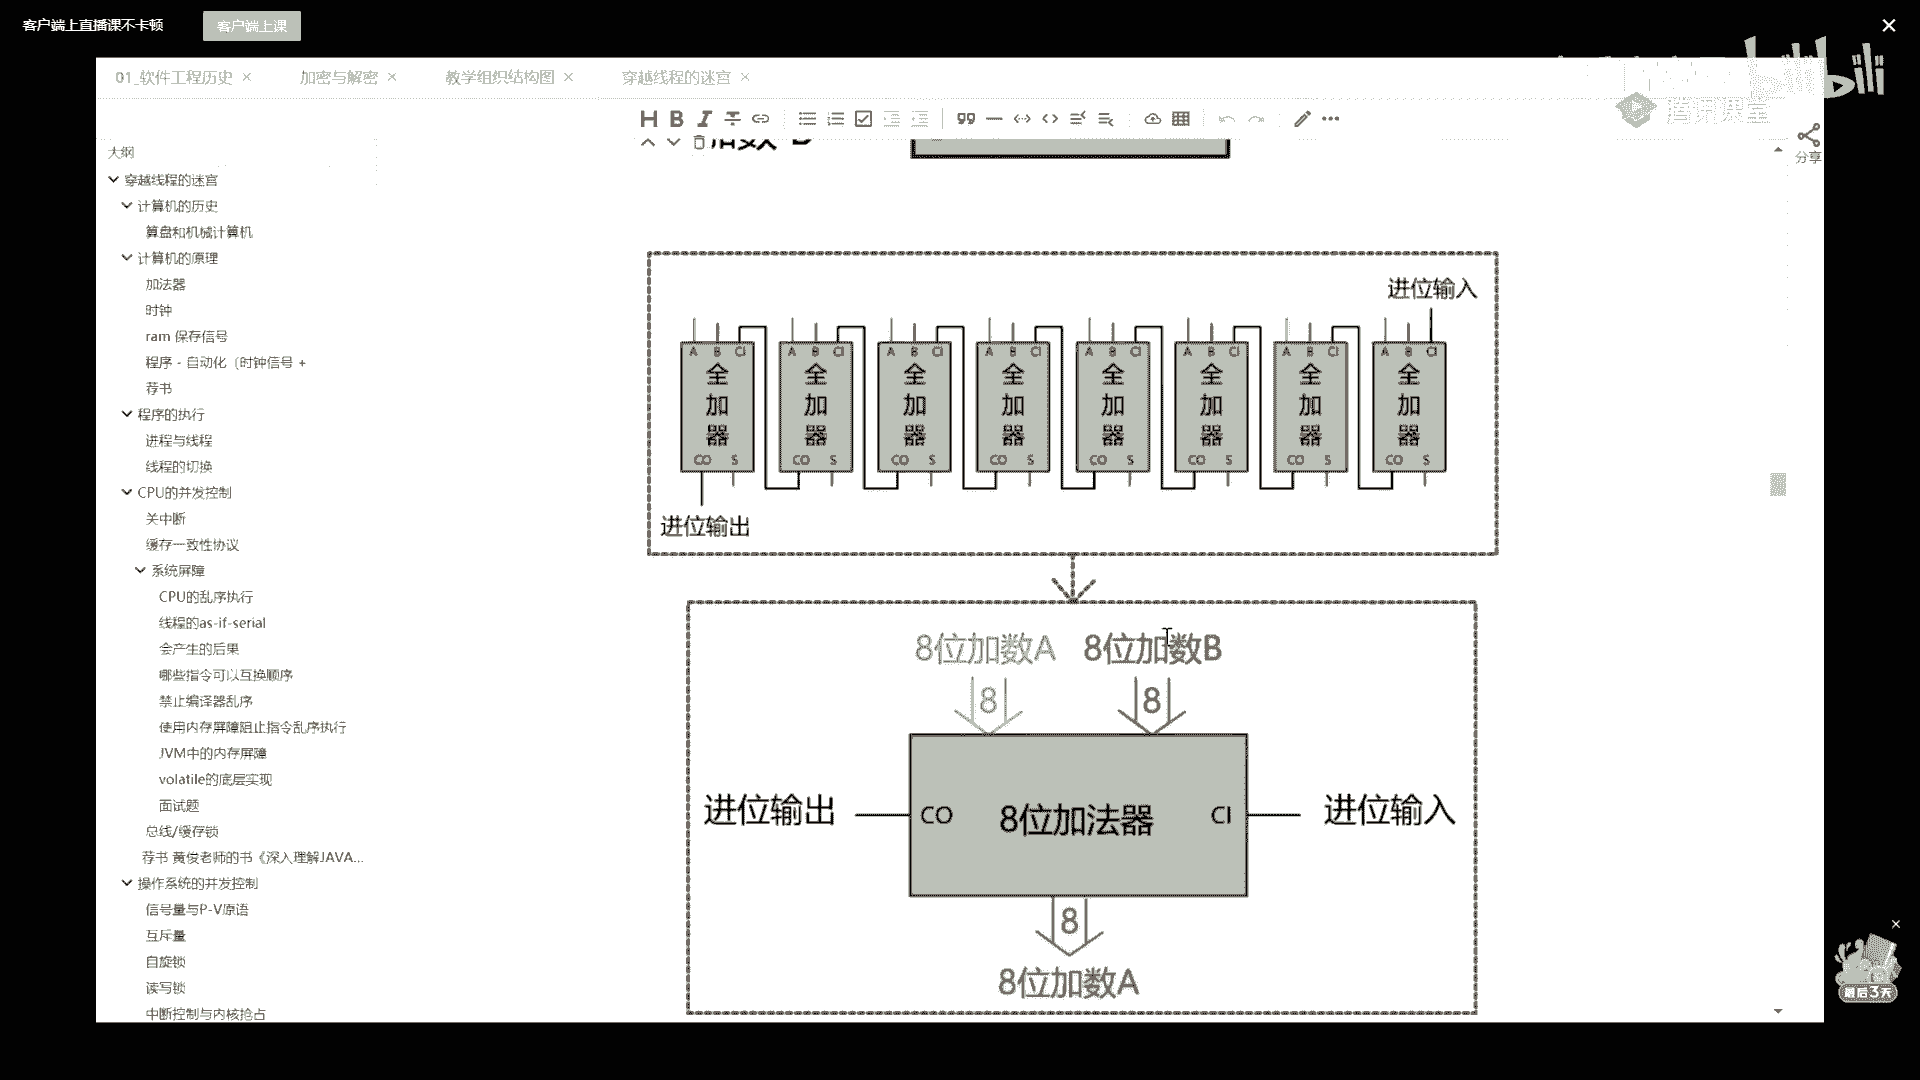 客户端上直播课不卡顿 客户端上课
bilibili
腾讯课堂
01_软件工程历史 加密与解密 教学组织结构图 穿越线程的迷宫
分享
大纲
穿越线程的迷宫
计算机的历史
算盘和机械计算机
计算机的原理
加法器
时钟
ram 保存信号
程序 - 自动化（时钟信号 +
荐书
程序的执行
进程与线程
线程的切换
CPU的并发控制
关中断
缓存一致性协议
系统屏障
CPU的乱序执行
线程的as-if-serial
会产生的后果
哪些指令可以互换顺序
禁止编译器乱序
使用内存屏障阻止指令乱序执行
JVM中的内存屏障
volatile的底层实现
面试题
总线/缓存锁
荐书 黄俊老师的书《深入理解JAVA...
操作系统的并发控制
信号量与P-V原语
互斥量
自旋锁
读写锁
中断控制与内核抢占
进位输入
A B CI A B CI A B CI A B CI A B CI A B CI A B CI A B CI
全加器 全加器 全加器 全加器 全加器 全加器 全加器 全加器
CO S CO S CO S CO S CO S CO S CO S CO S
进位输出
8位加数A 8位加数B
8 8
进位输出 CO 8位加法器 CI 进位输入
8
8位加数A
最后3天